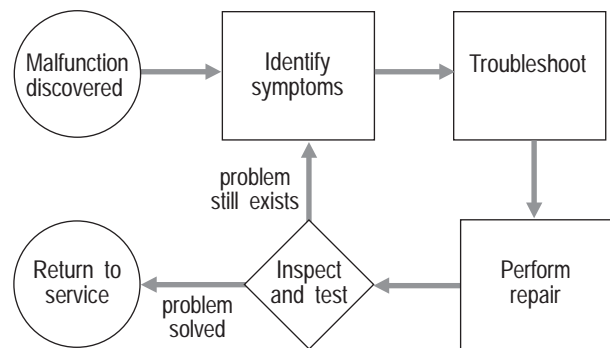 Malfunction
discovered
Identify
symptoms
Troubleshoot
problem
still exists
Return to
service
problem
solved
Inspect
and test
Perform
repair